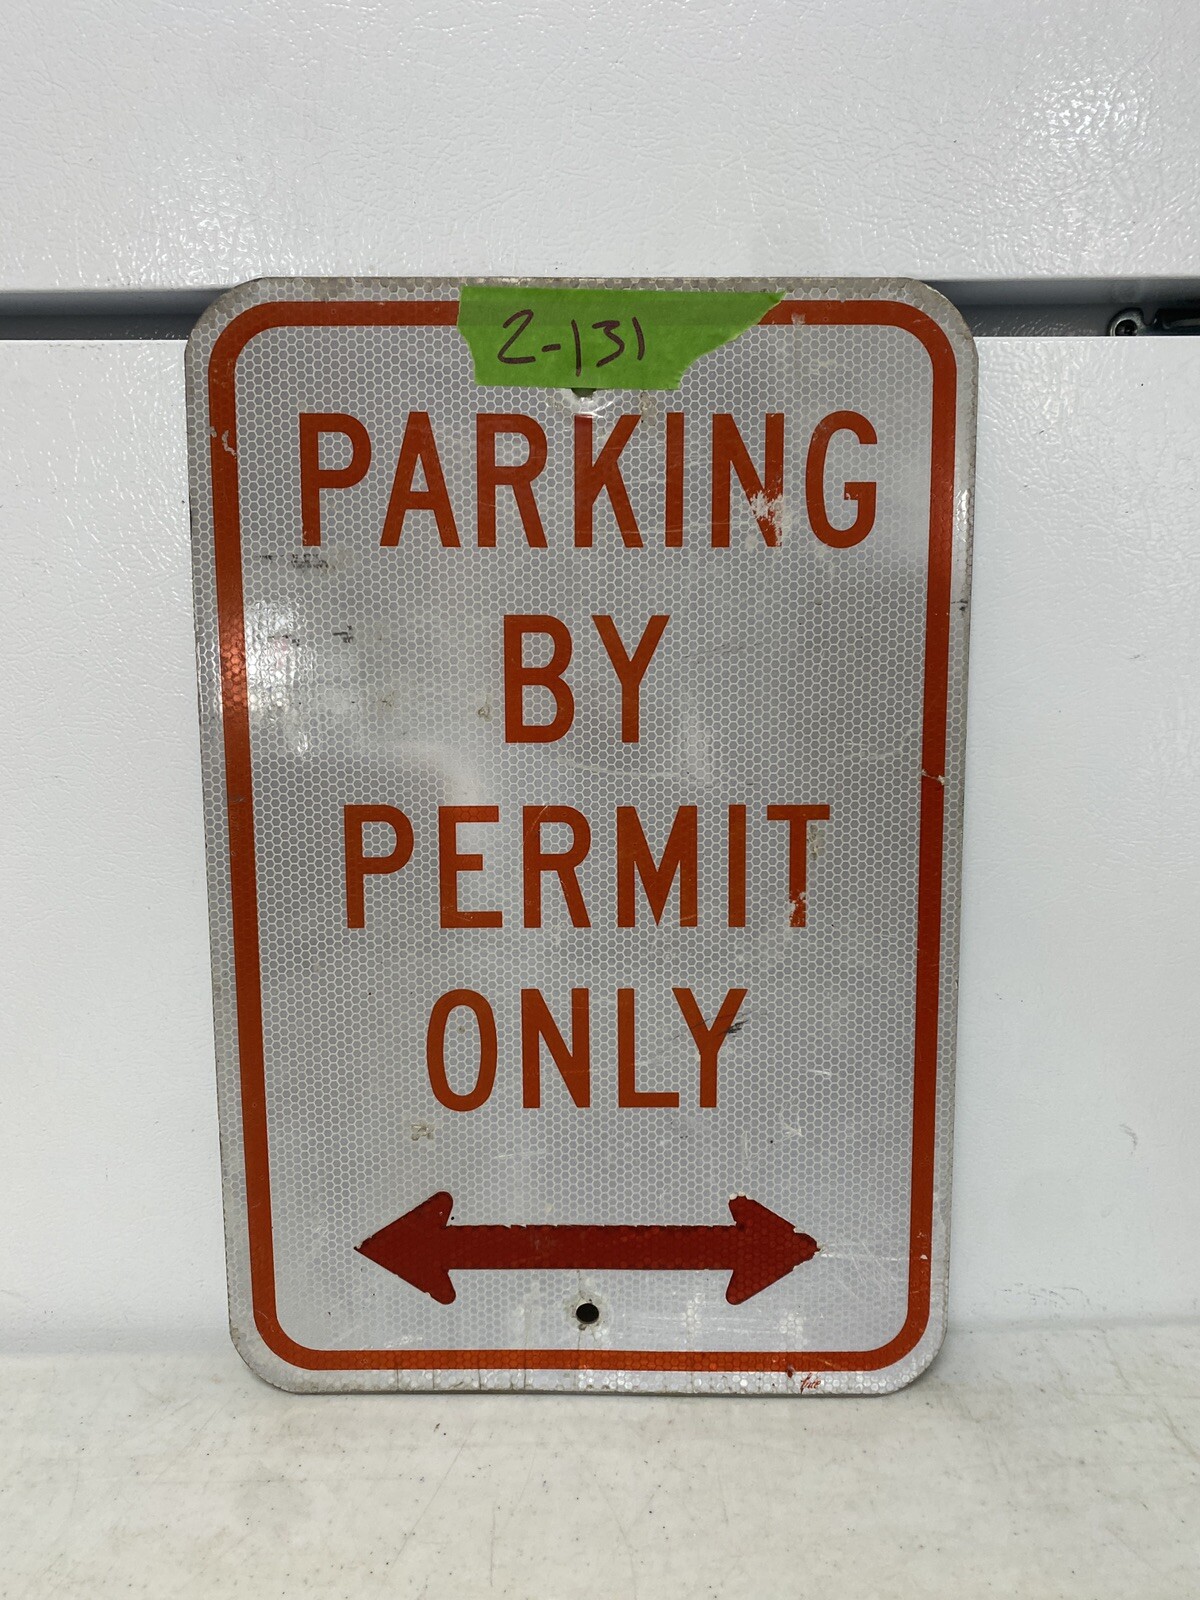 2-131
PARKING
BY
PERMIT
ONLY